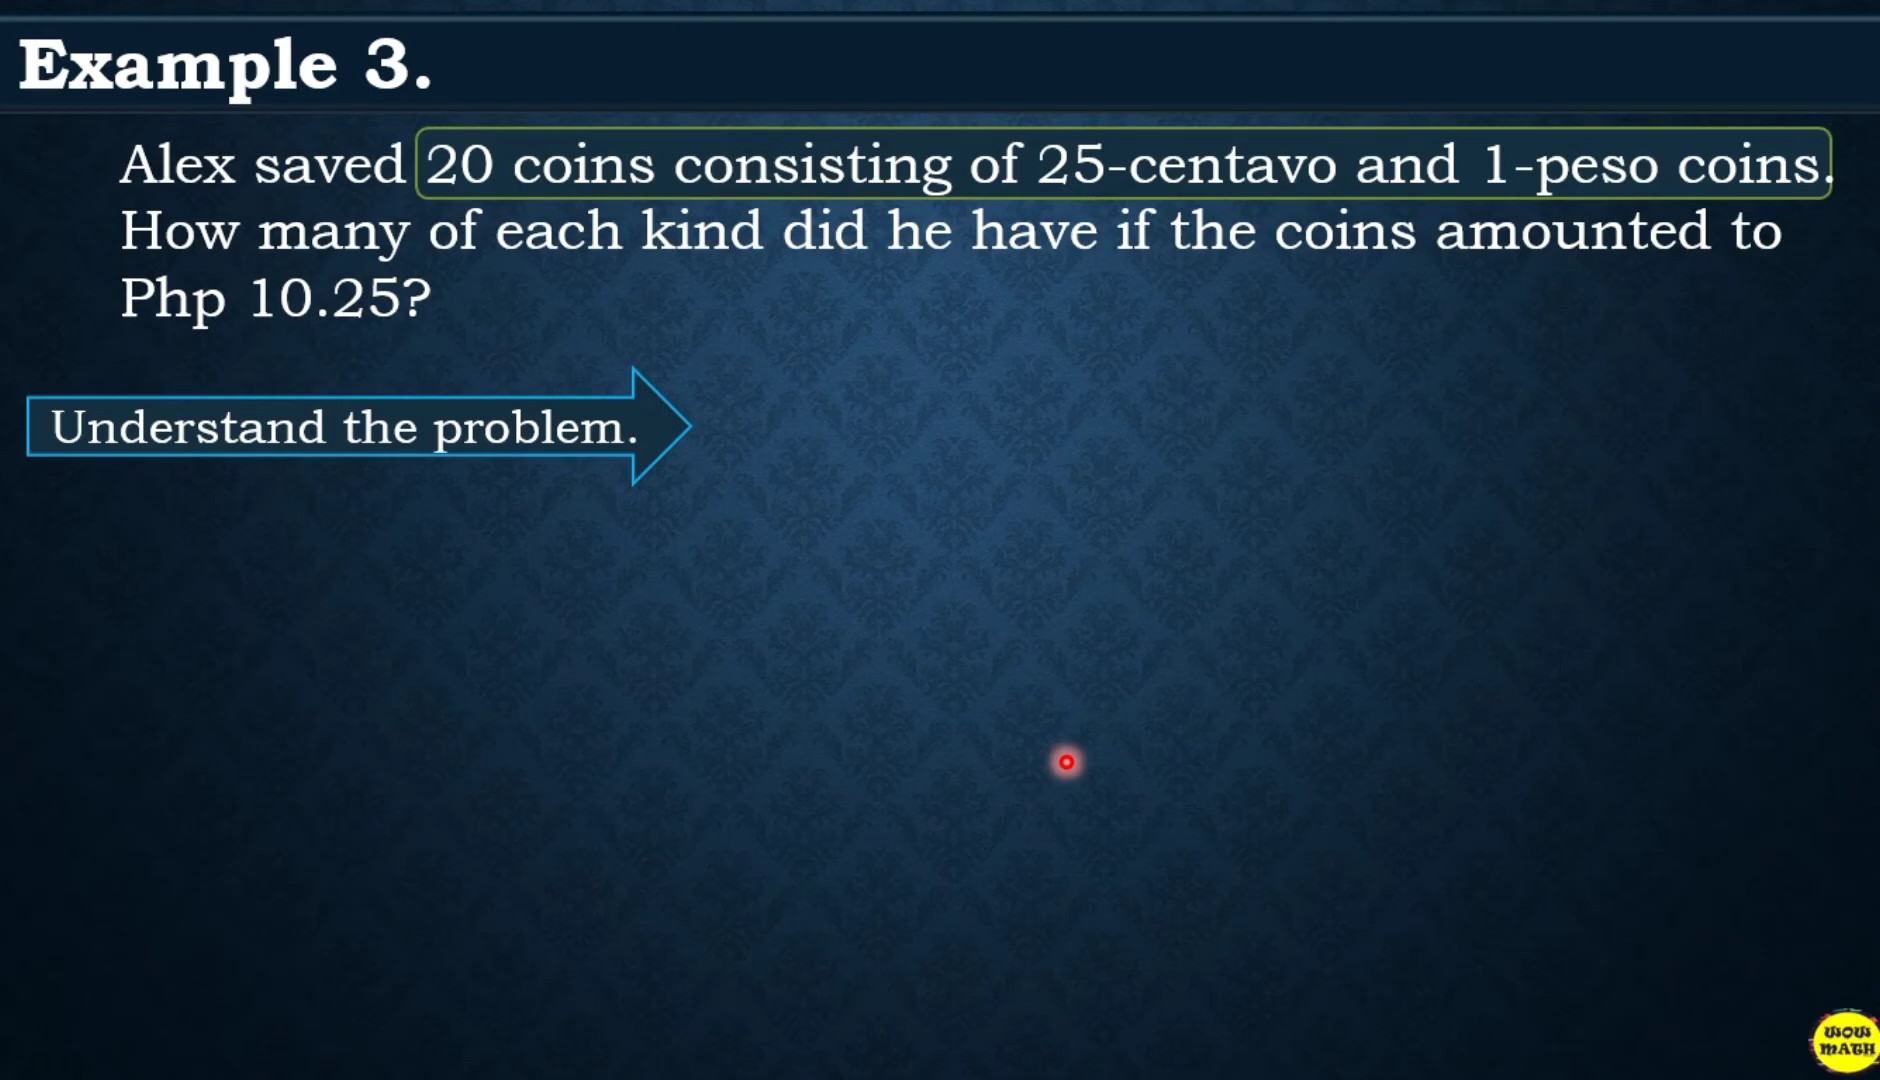 Example 3.
Alex saved 20 coins consisting of 25-centavo and 1-peso coins.
How many of each kind did he have if the coins amounted to
Php 10.25?
Understand the problem.
WOW
MATH